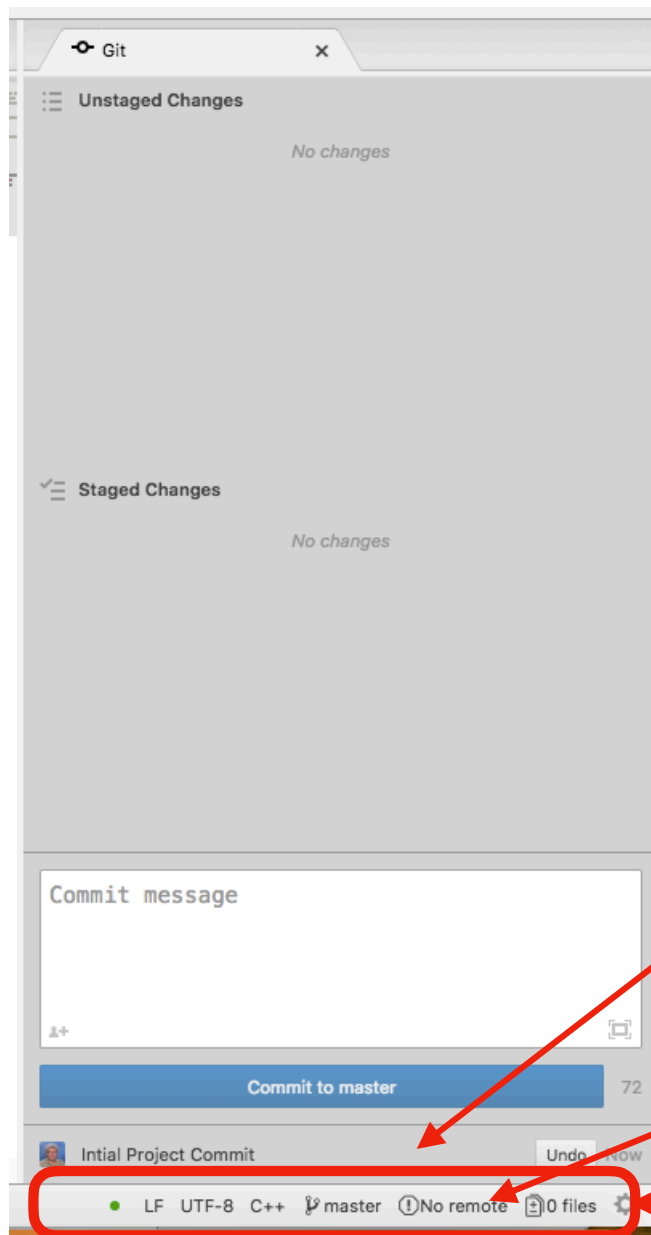 Git
Unstaged Changes
No changes
Staged Changes
No changes
Commit message
Commit to master 72
Intial Project Commit Undo Now
LF UTF-8 C++ master No remote 0 files